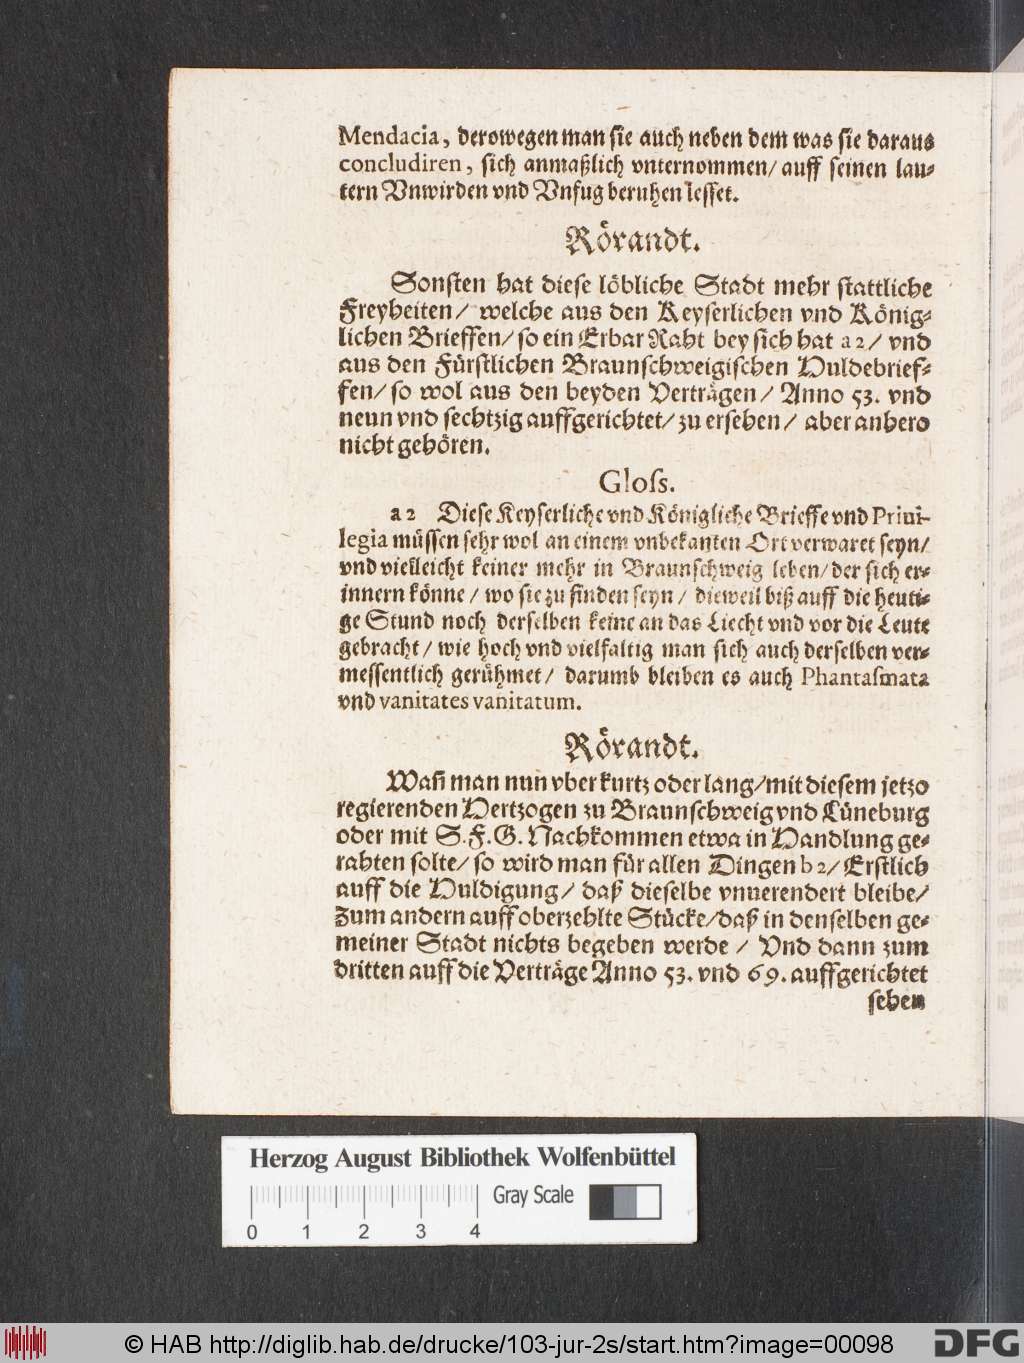 Mendacia, derowegen man sie auch neben dem was sie daraus
concludiren, sich anmaßlich vnternommen/ auff seinen lau-
tern Vnwirden vnd Vnfug beruhen lesset.
Rörandt.
Sonsten hat diese löbliche Stadt mehr stattliche
Freyheiten/ welche aus den Keyserlichen vnd König-
lichen Brieffen/ so ein Erbar Raht bey sich hat a2/ vnd
aus den Fürstlichen Braunschweigischen Huldebrief-
fen/ so wol aus den beyden Verträgen/ Anno 53. vnd
neun vnd sechtzig auffgerichtet/ zu ersehen/ aber anhero
nicht gehören.
Gloss.
a2 Diese Keyserliche vnd Königliche Brieffe vnd Priui-
legia müssen sehr wol an einem vnbekanten Ort verwaret seyn/
vnd vielleicht keiner mehr in Braunschweig leben/ der sich er-
innern könne/ wo sie zu finden seyn/ dieweil biß auff die heuti-
ge Stund noch derselben keine an das Liecht vnd vor die Leute
gebracht/ wie hoch vnd vielfaltig man sich auch derselben ver-
messentlich gerühmet/ darumb bleiben es auch Phantasmata
vnd vanitates vanitatum.
Rörandt.
Wañ man nun vber kurtz oder lang/ mit diesem jetzo
regierenden Hertzogen zu Braunschweig vnd Lüneburg
oder mit S. F. G. Nachkommen etwa in Handlung ge-
rahten solte/ so wird man für allen Dingen b2/ Erstlich
auff die Huldigung/ daß dieselbe vnuerendert bleibe/
Zum andern auff oberzehlte Stücke/ daß in denselben ge-
meiner Stadt nichts begeben werde/ Vnd dann zum
dritten auff die Verträge Anno 53. vnd 69. auffgerichtet
sehen
Herzog August Bibliothek Wolfenbüttel
0 1 2 3 4 Gray Scale
© HAB http://diglib.hab.de/drucke/103-jur-2s/start.htm?image=00098 DFG